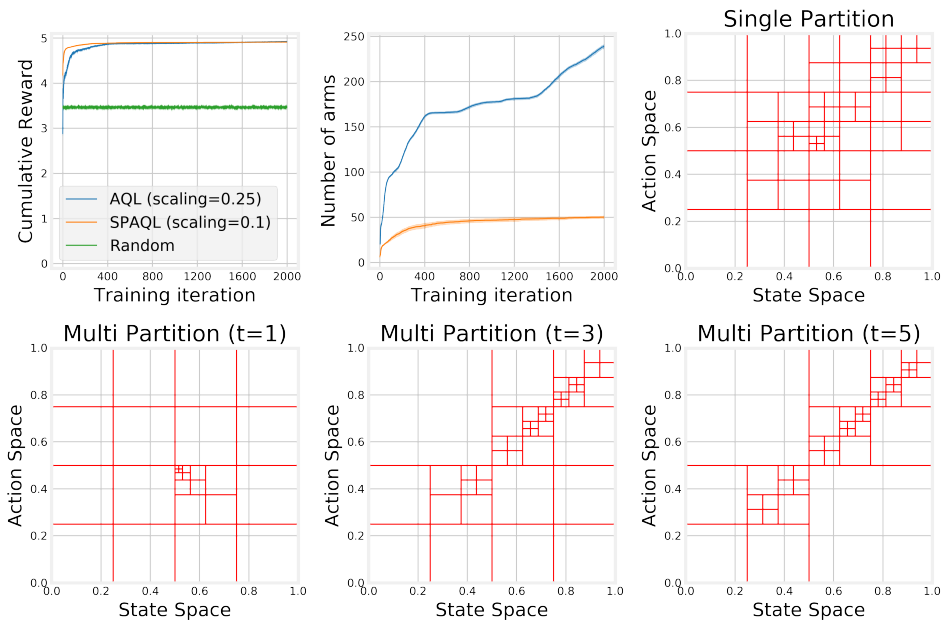 Cumulative Reward
5
4
3
2
1
0
AQL (scaling=0.25)
SPAQL (scaling=0.1)
Random
0 400 800 1200 1600 2000
Training iteration
Number of arms
250
200
150
100
50
0
0 400 800 1200 1600 2000
Training iteration
Single Partition
Action Space
1.0
0.8
0.6
0.4
0.2
0.0
0.0 0.2 0.4 0.6 0.8 1.0
State Space
Multi Partition (t=1)
Action Space
1.0
0.8
0.6
0.4
0.2
0.0
0.0 0.2 0.4 0.6 0.8 1.0
State Space
Multi Partition (t=3)
Action Space
1.0
0.8
0.6
0.4
0.2
0.0
0.0 0.2 0.4 0.6 0.8 1.0
State Space
Multi Partition (t=5)
Action Space
1.0
0.8
0.6
0.4
0.2
0.0
0.0 0.2 0.4 0.6 0.8 1.0
State Space